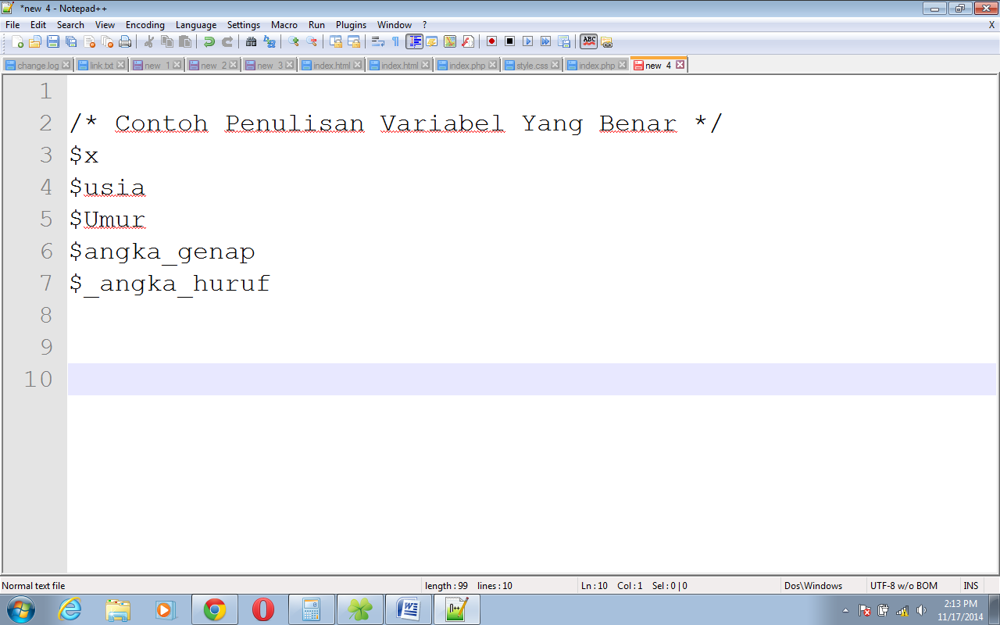 *new 4 - Notepad++
File Edit Search View Encoding Language Settings Macro Run Plugins Window ? X
change.log link.txt new 1 new 2 new 3 index.html index.html index.php style.css index.php new 4
1
2 /* Contoh Penulisan Variabel Yang Benar */
3 $x
4 $usia
5 $Umur
6 $angka_genap
7 $_angka_huruf
8
9
10
Normal text file length : 99 lines : 10 Ln : 10 Col : 1 Sel : 0 | 0 Dos\Windows UTF-8 w/o BOM INS
2:13 PM
11/17/2014